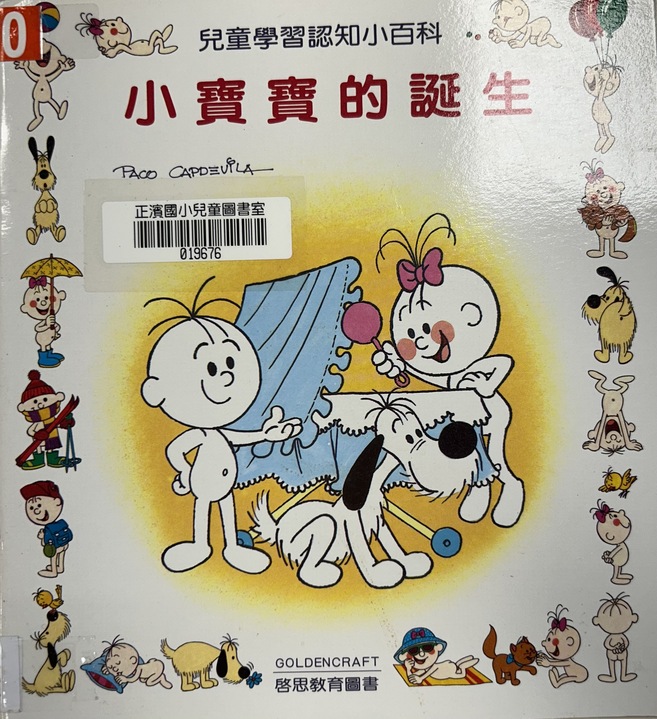 0
兒童學習認知小百科
小寶寶的誕生
PACO CAPDEVILA
正濱國小兒童圖書室
019676
GOLDENCRAFT
啓思教育圖書